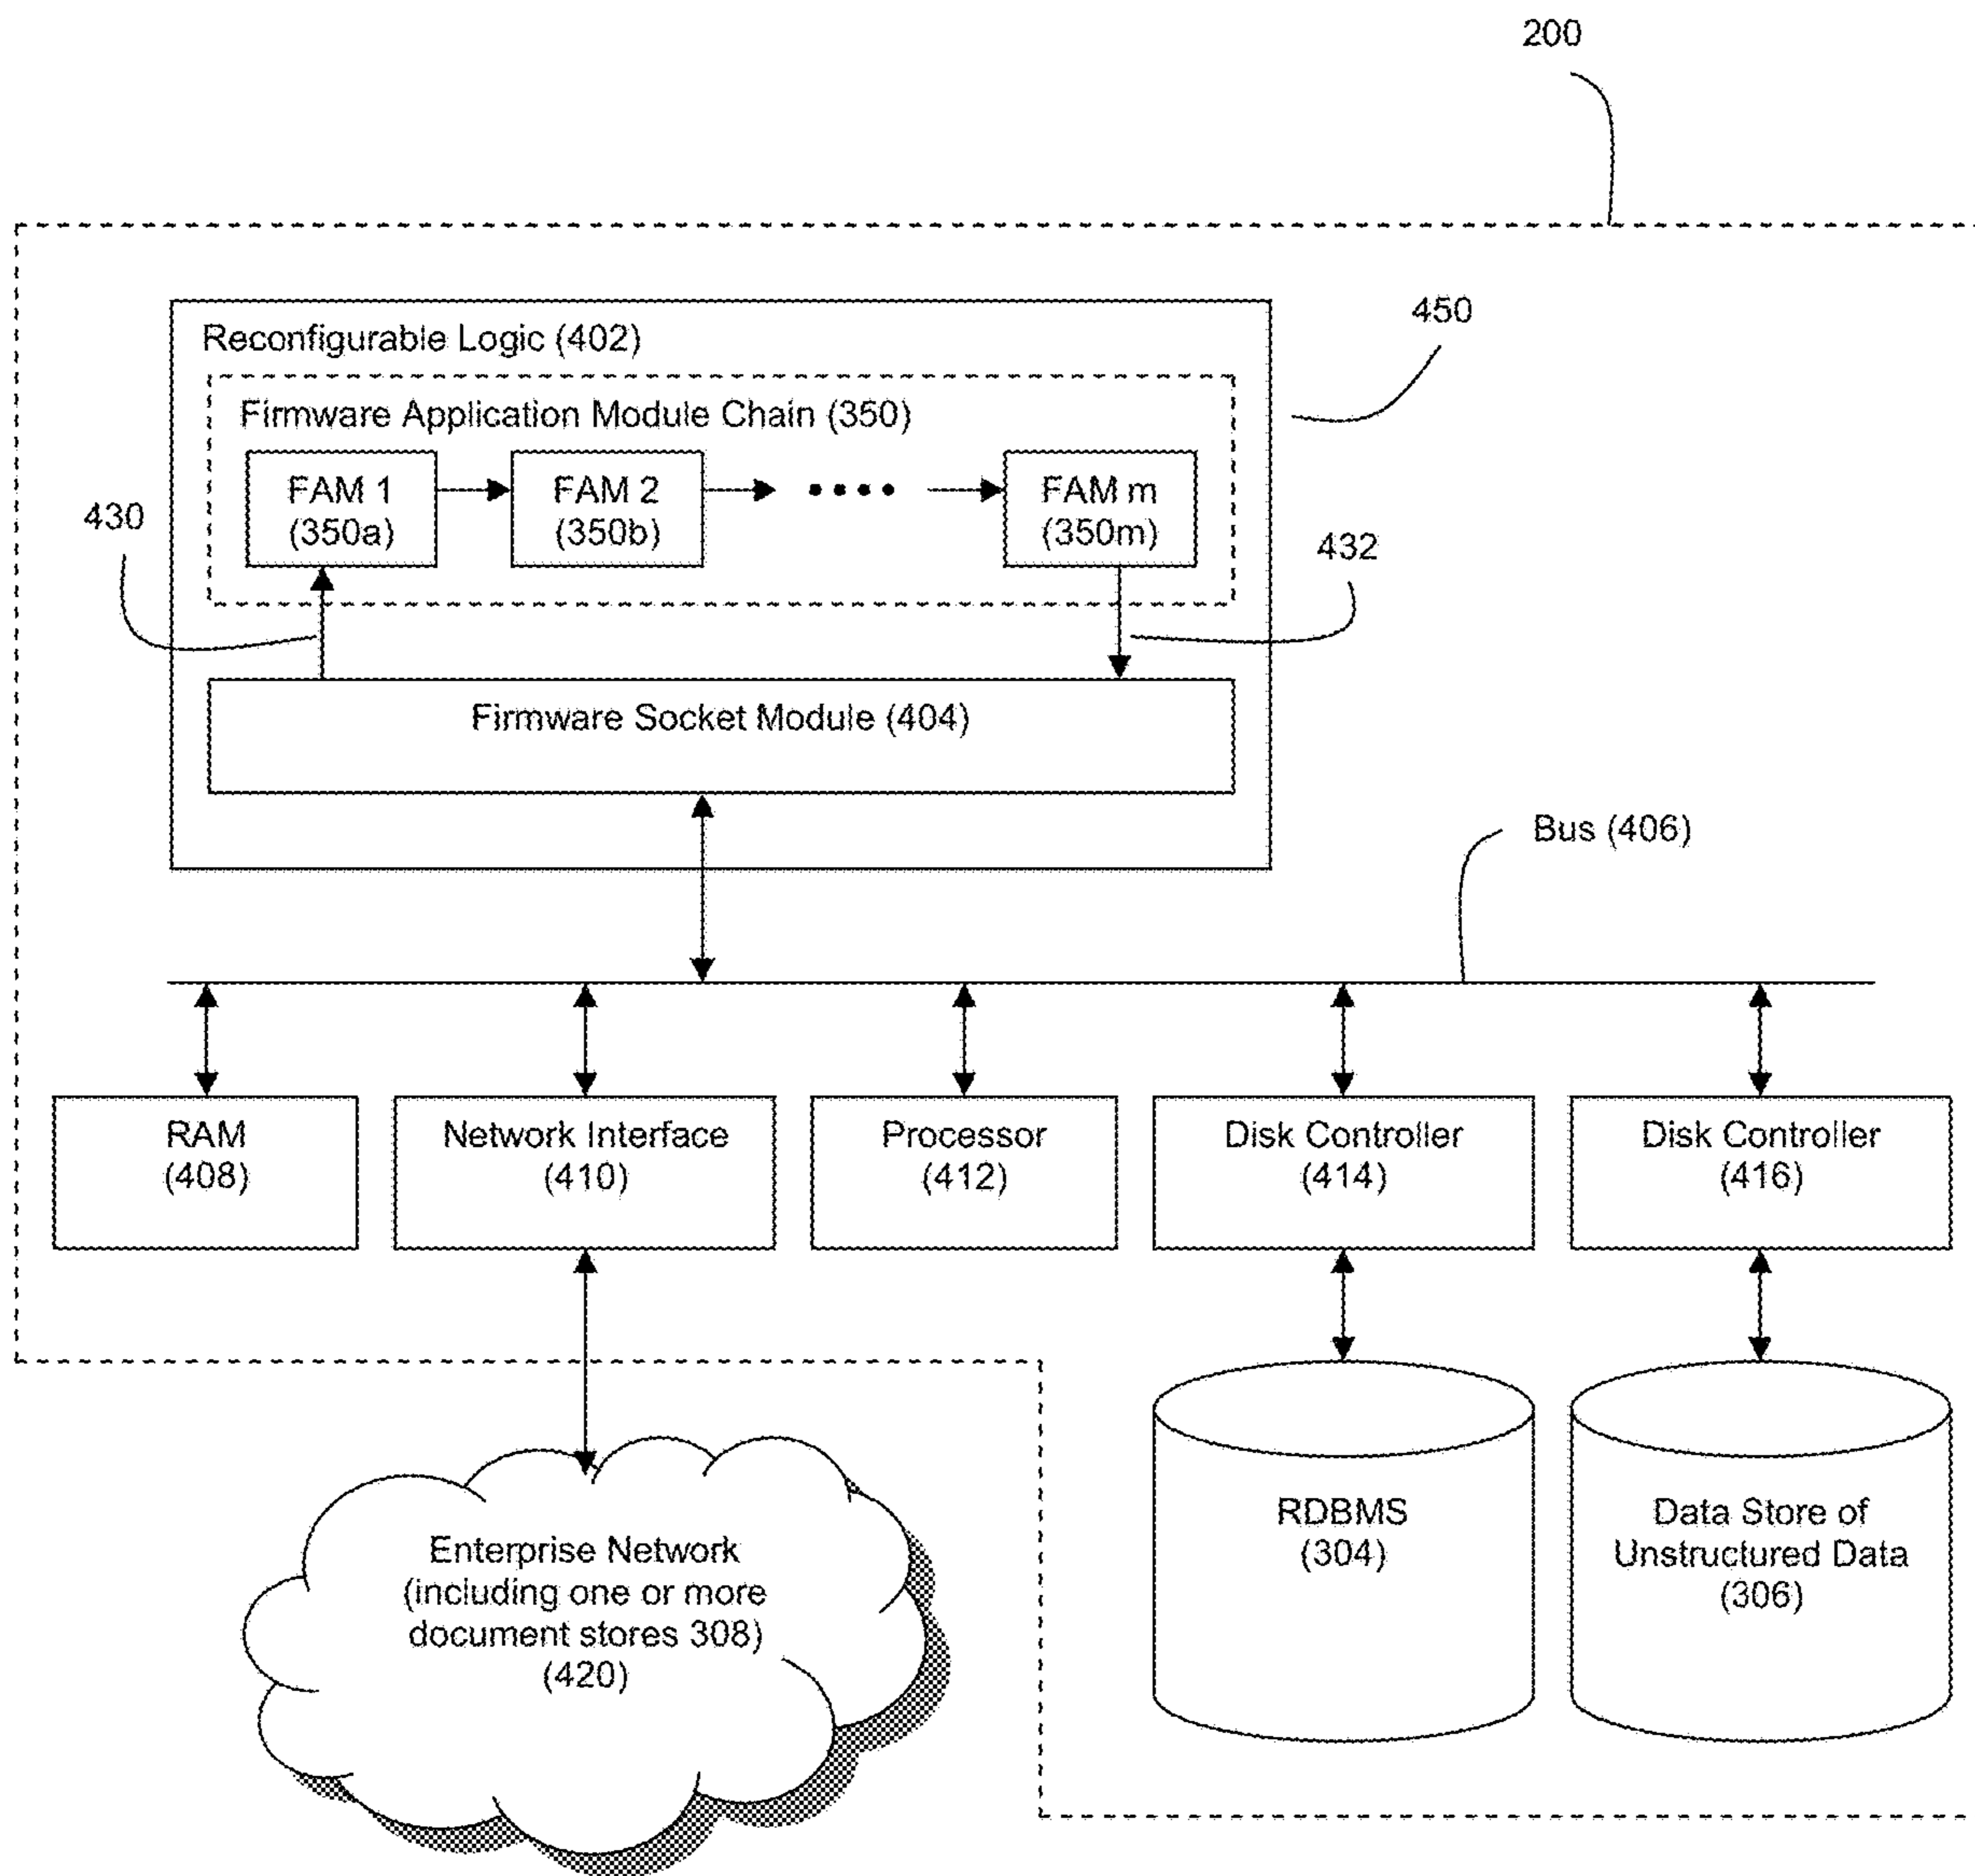 200
450
Reconfigurable Logic (402)
Firmware Application Module Chain (350)
FAM 1
(350a)
FAM 2
(350b)
FAM m
(350m)
430
432
Firmware Socket Module (404)
Bus (406)
RAM
(408)
Network Interface
(410)
Processor
(412)
Disk Controller
(414)
Disk Controller
(416)
Enterprise Network
(including one or more
document stores 308)
(420)
RDBMS
(304)
Data Store of
Unstructured Data
(306)